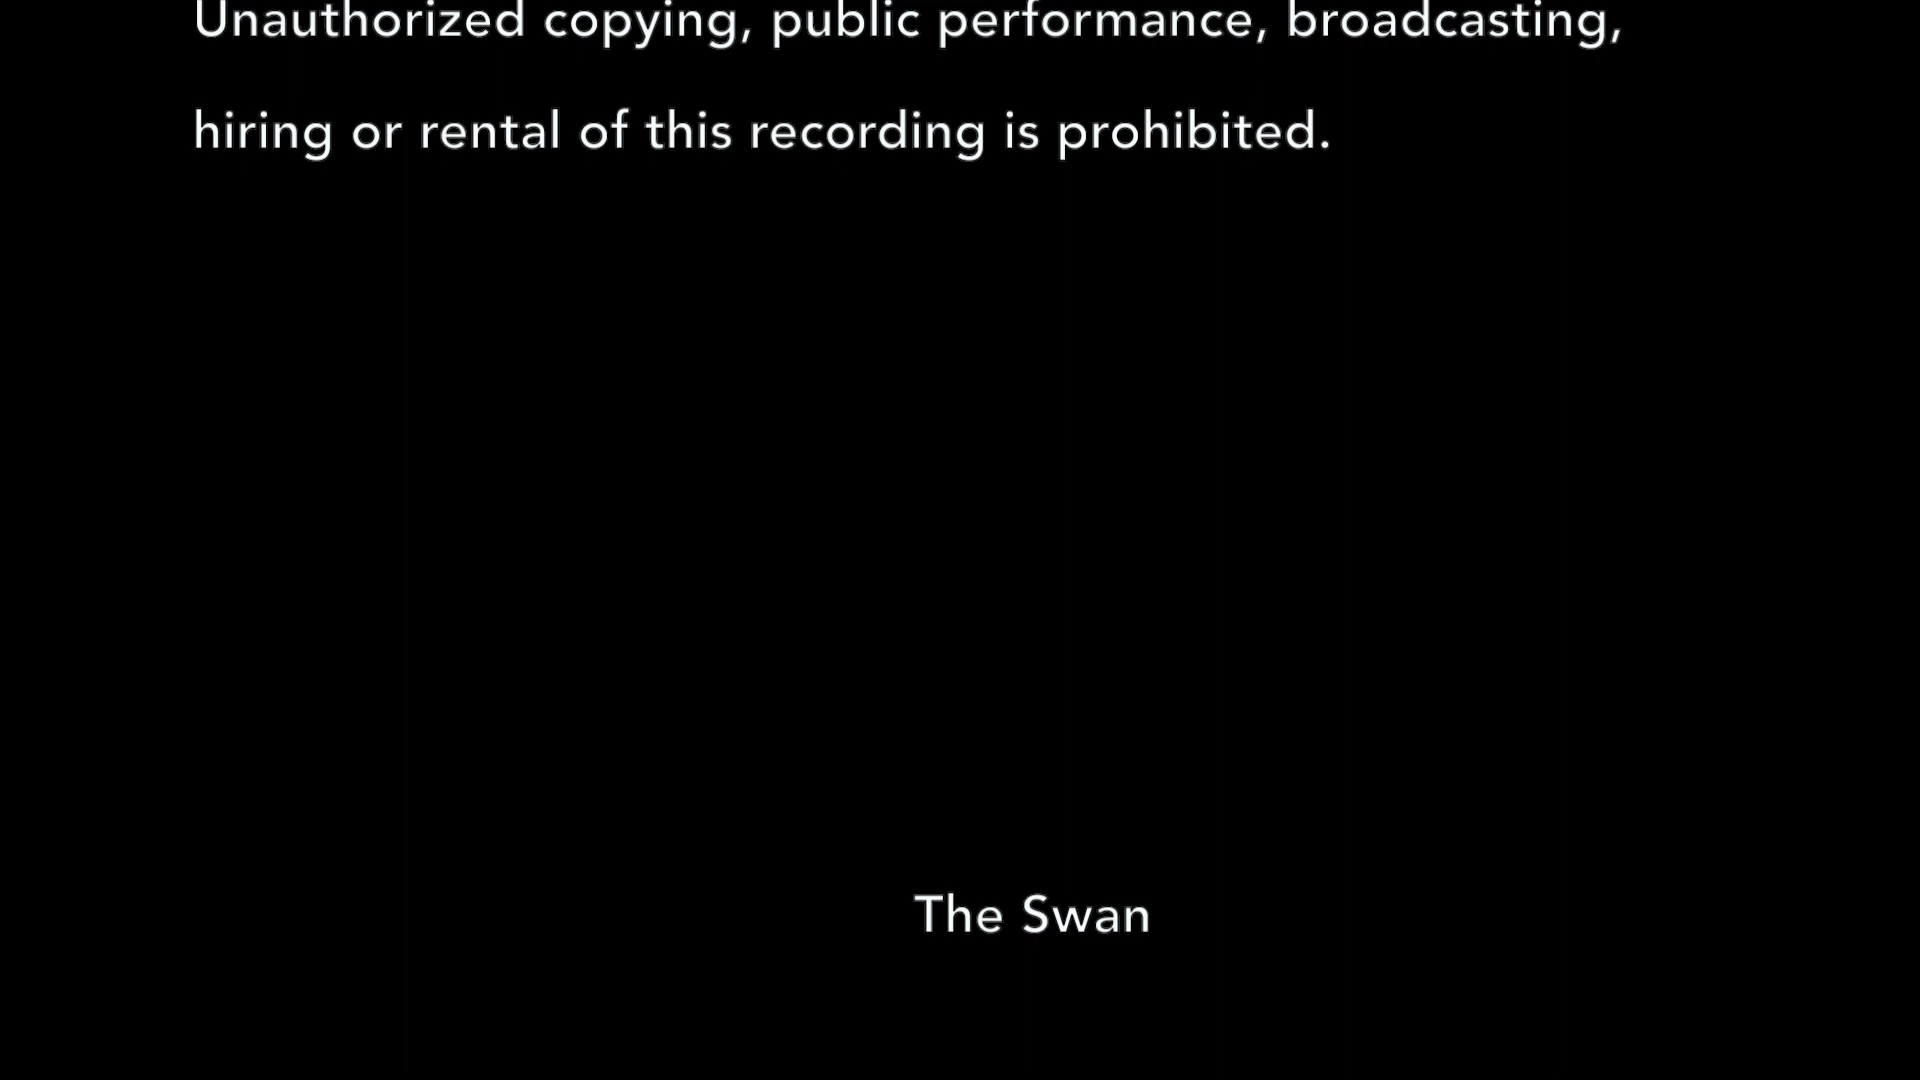 Unauthorized copying, public performance, broadcasting,
hiring or rental of this recording is prohibited.
The Swan